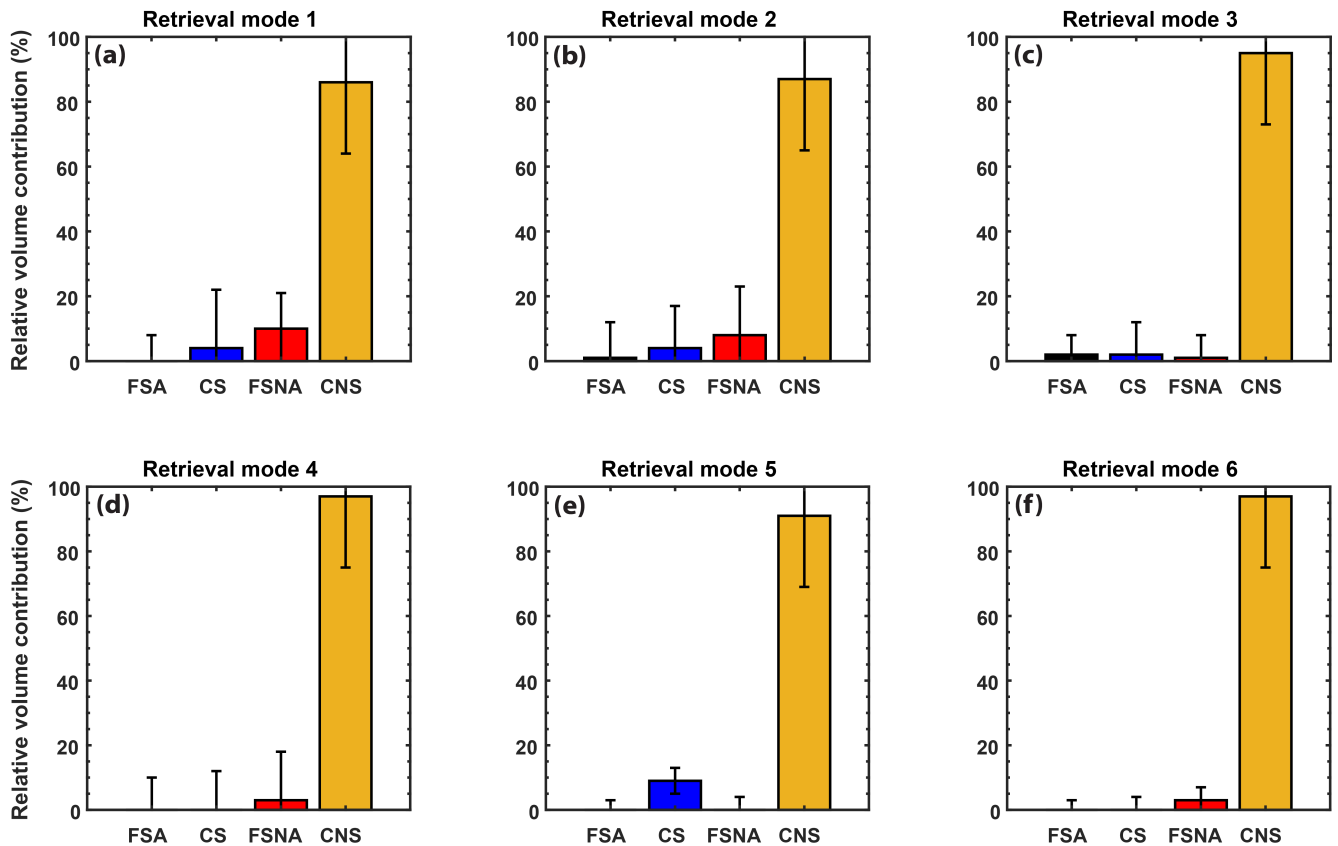 Retrieval mode 1
Retrieval mode 2
Retrieval mode 3
(a)
(b)
(c)
Relative volume contribution (%)
100
80
60
40
20
0
100
80
60
40
20
0
100
80
60
40
20
0
FSA CS FSNA CNS
FSA CS FSNA CNS
FSA CS FSNA CNS
Retrieval mode 4
Retrieval mode 5
Retrieval mode 6
(d)
(e)
(f)
Relative volume contribution (%)
100
80
60
40
20
0
100
80
60
40
20
0
100
80
60
40
20
0
FSA CS FSNA CNS
FSA CS FSNA CNS
FSA CS FSNA CNS